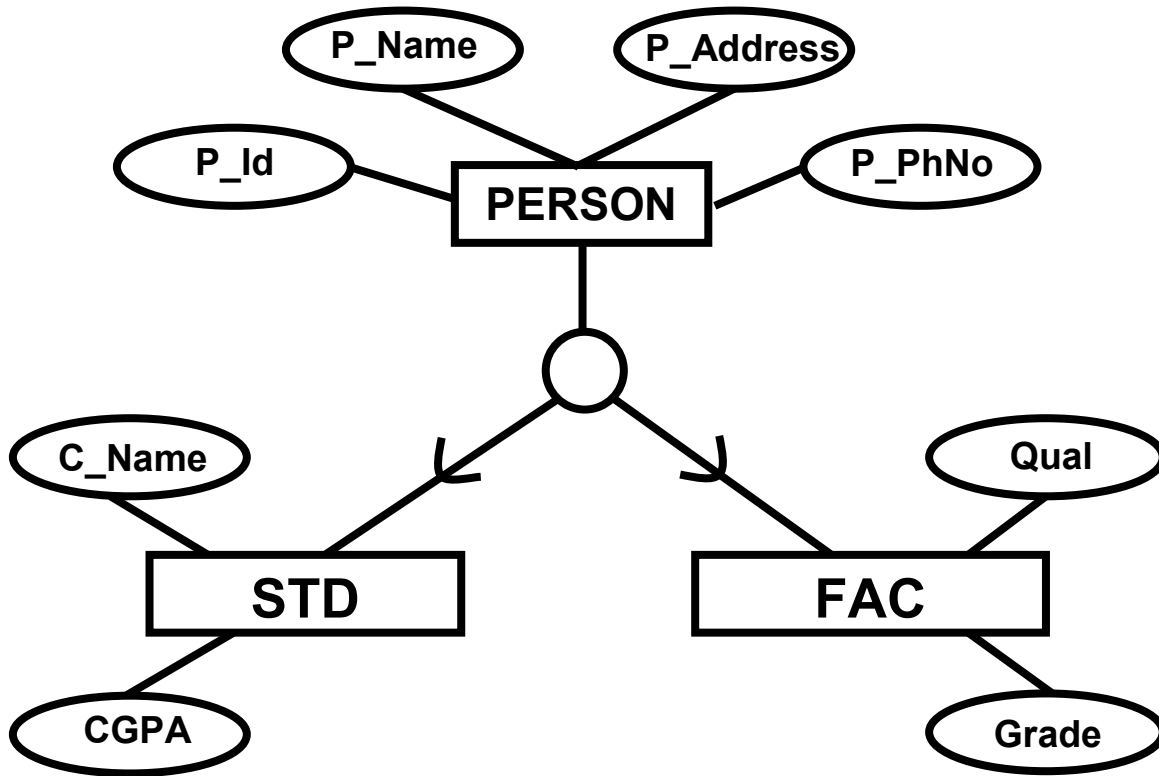 P_Name
P_Address
P_Id
P_PhNo
PERSON
C_Name
Qual
STD
FAC
CGPA
Grade